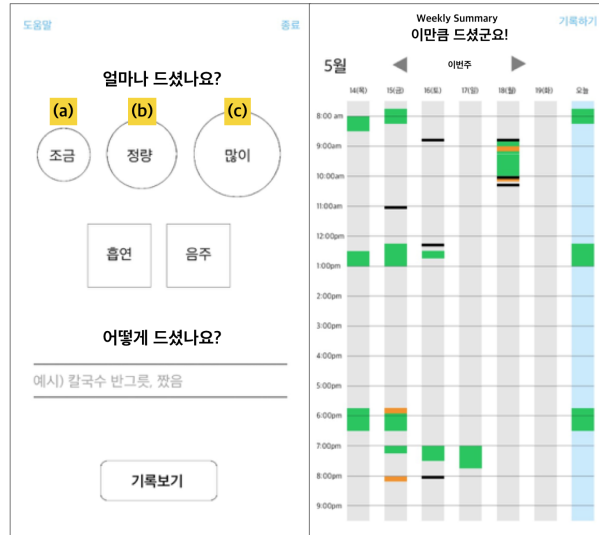 도움말 종료
얼마나 드셨나요?
(a) (b) (c)
조금 정량 많이
흡연 음주
어떻게 드셨나요?
예시) 칼국수 반그릇, 짰음
기록보기
Weekly Summary 기록하기
이만큼 드셨군요!
5월 이번주
14(목) 15(금) 16(토) 17(일) 18(월) 19(화) 오늘
8:00 am
9:00am
10:00am
11:00am
12:00pm
1:00pm
2:00pm
3:00pm
4:00pm
5:00pm
6:00pm
7:00pm
8:00pm
9:00pm